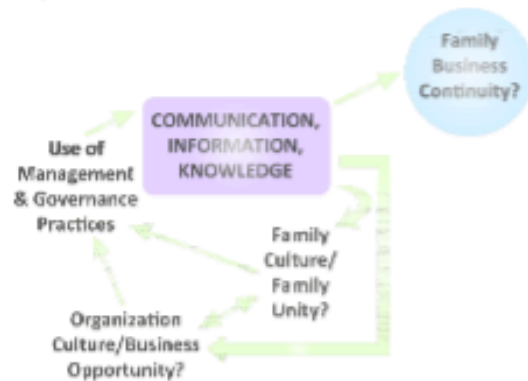 Family
Business
Continuity?
COMMUNICATION,
INFORMATION,
KNOWLEDGE
Use of
Management
& Governance
Practices
Family
Culture/
Family
Unity?
Organization
Culture/Business
Opportunity?